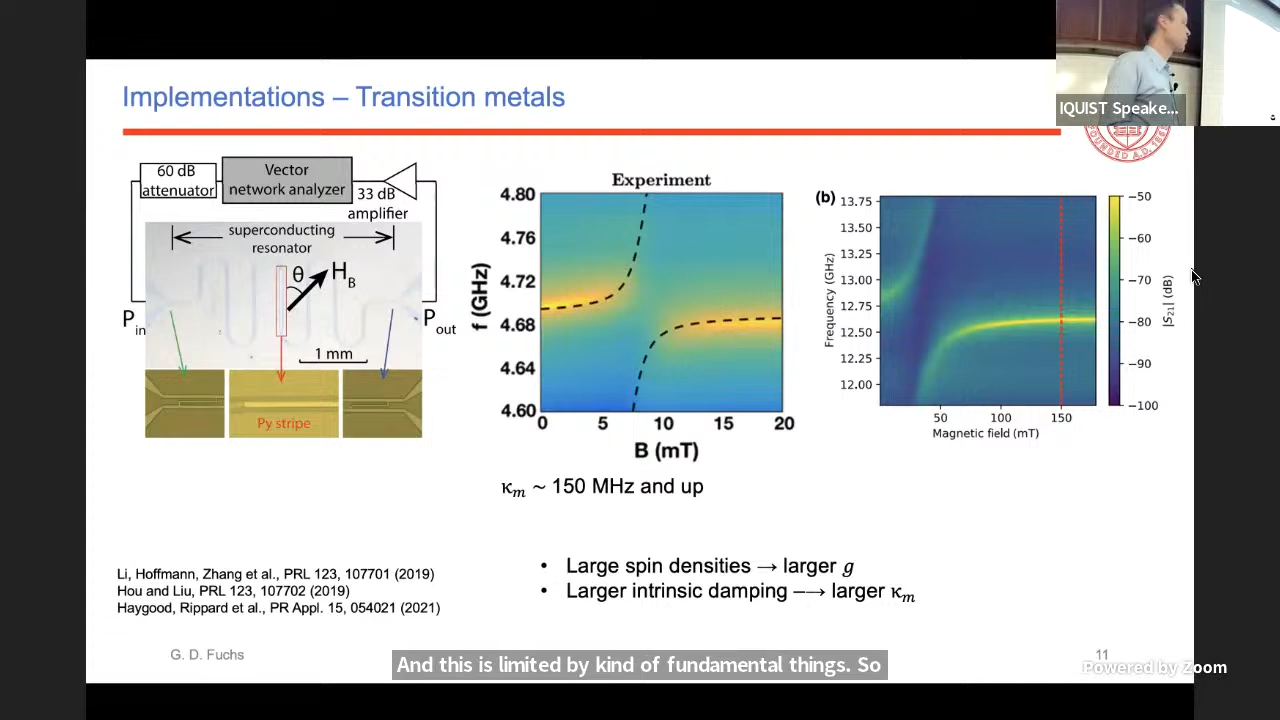 Implementations – Transition metals
IQUIST Speake...
FOUNDED A.D. 186
60 dB
attenuator
Vector
network analyzer
33 dB
amplifier
superconducting
resonator
θ
H_B
P_in
P_out
1 mm
Py stripe
Experiment
4.80
4.76
4.72
4.68
4.64
4.60
f (GHz)
0 5 10 15 20
B (mT)
(b)
13.75
13.50
13.25
13.00
12.75
12.50
12.25
12.00
Frequency (GHz)
50 100 150
Magnetic field (mT)
−50
−60
−70
−80
−90
−100
|S21| (dB)
κ_m ~ 150 MHz and up
• Large spin densities → larger g
• Larger intrinsic damping –→ larger κ_m
Li, Hoffmann, Zhang et al., PRL 123, 107701 (2019)
Hou and Liu, PRL 123, 107702 (2019)
Haygood, Rippard et al., PR Appl. 15, 054021 (2021)
G. D. Fuchs
11
And this is limited by kind of fundamental things. So
Powered by Zoom